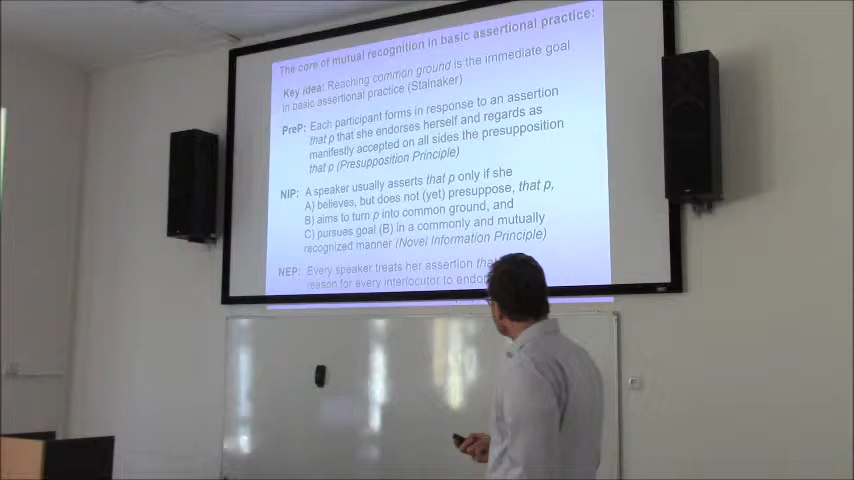 The core of mutual recognition in basic assertional practice:
Key idea: Reaching common ground is the immediate goal
in basic assertional practice (Stalnaker)
PreP: Each participant forms in response to an assertion
that p that she endorses herself and regards as
manifestly accepted on all sides the presupposition
that p (Presupposition Principle)
NIP: A speaker usually asserts that p only if she
A) believes, but does not (yet) presuppose, that p,
B) aims to turn p into common ground, and
C) pursues goal (B) in a commonly and mutually
recognized manner (Novel Information Principle)
NEP: Every speaker treats her assertion
reason for every interlocutor to